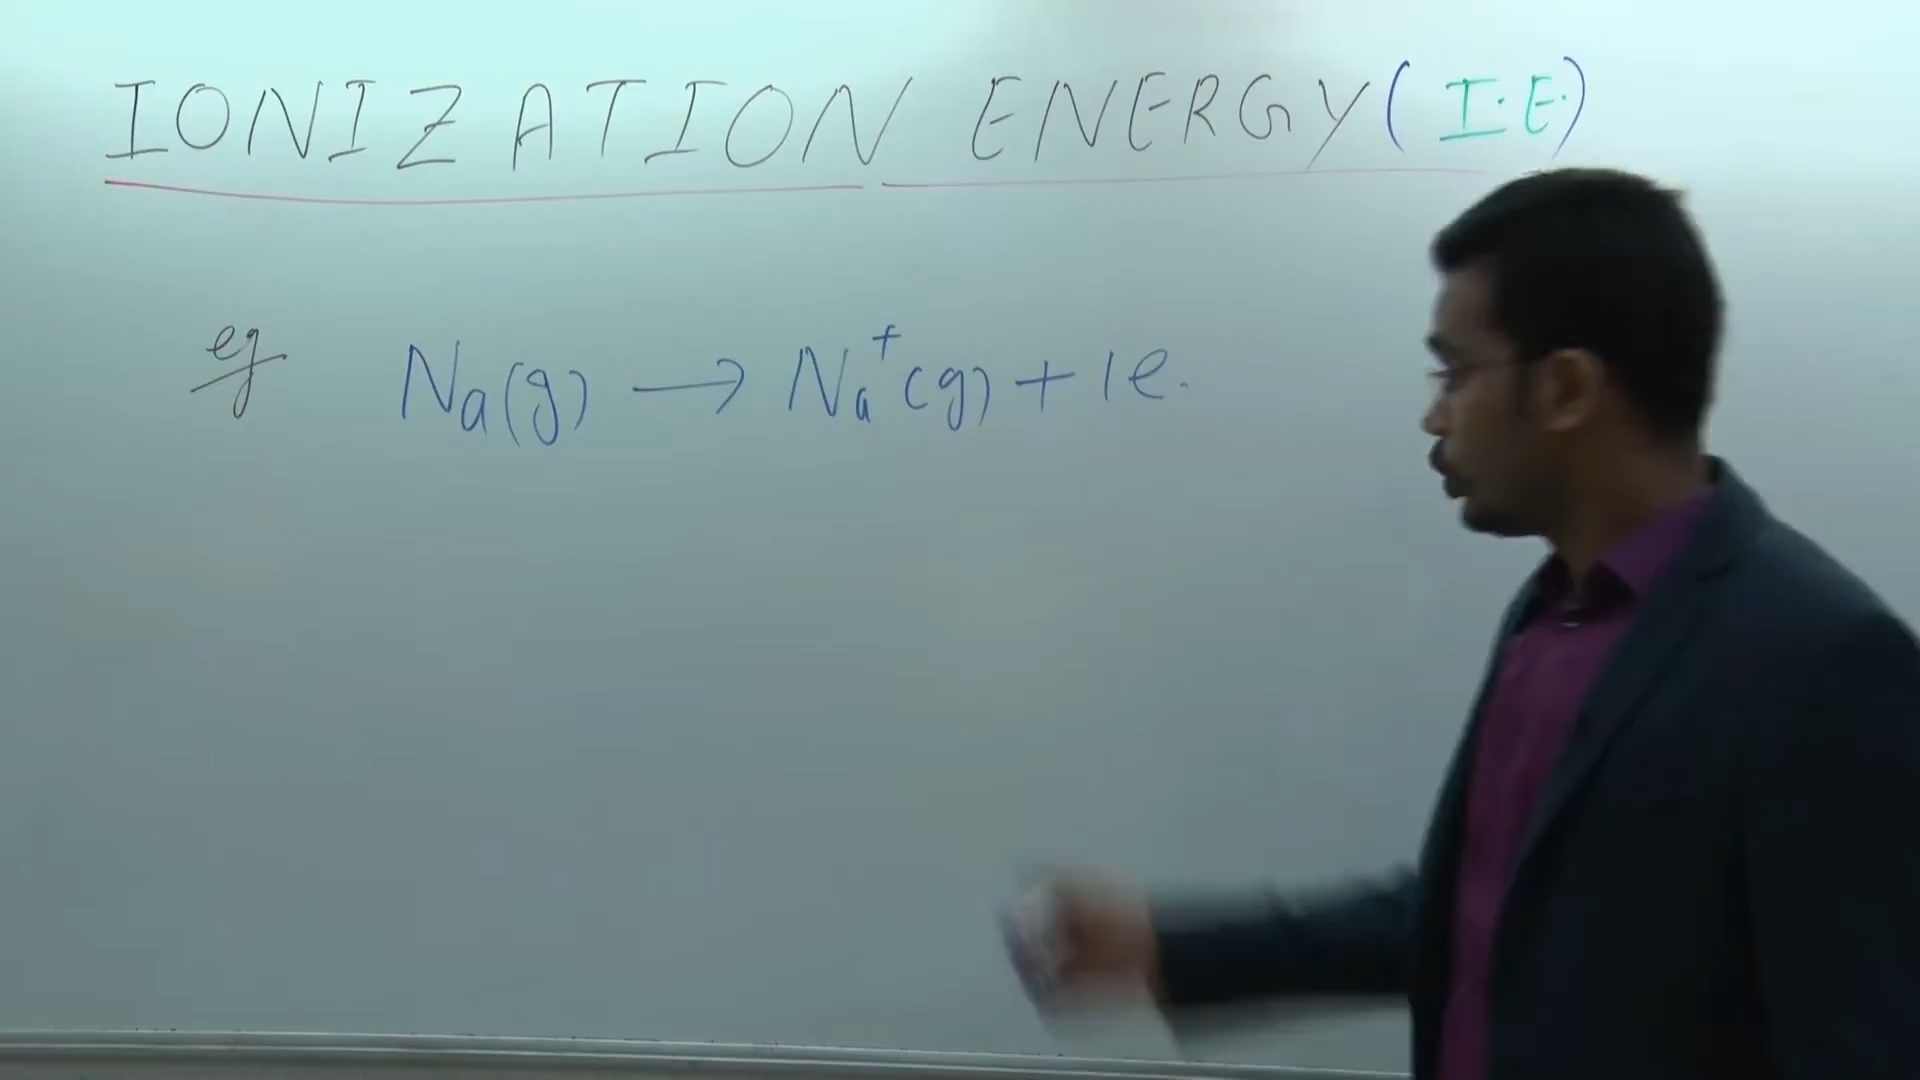 IONIZATION ENERGY (I.E.)
eg Na(g) → Na⁺(g) + 1e.